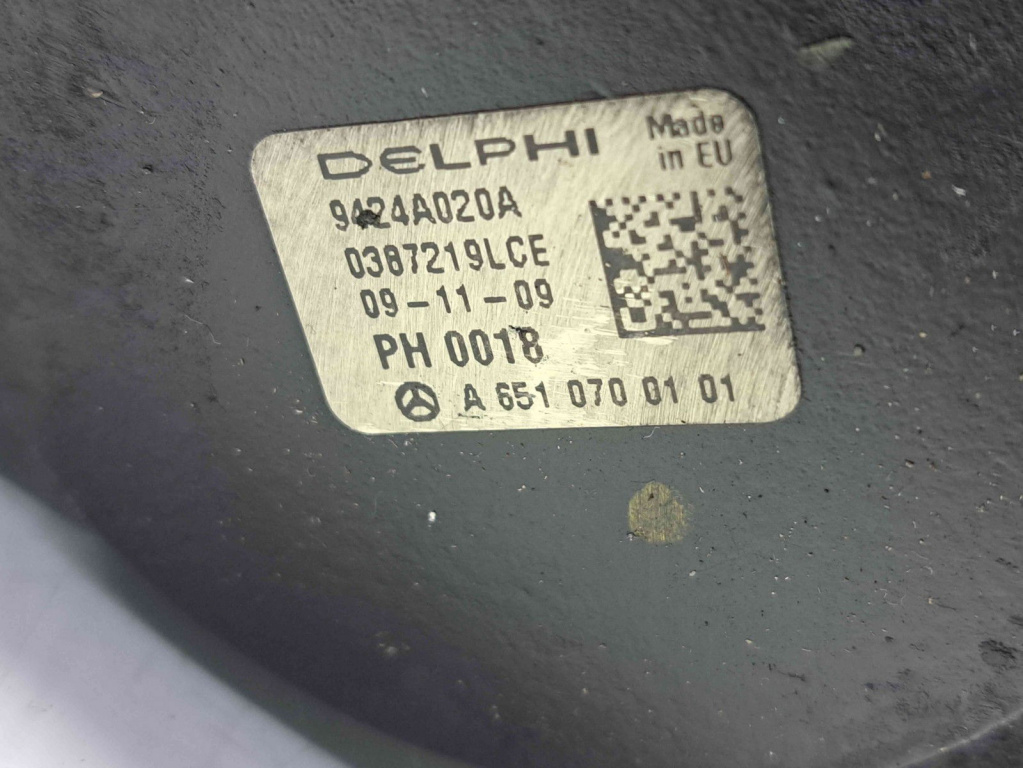 DELPHI
Made
in EU
9424A020A
0387219LCE
09-11-09
PH 0018
A 651 070 01 01